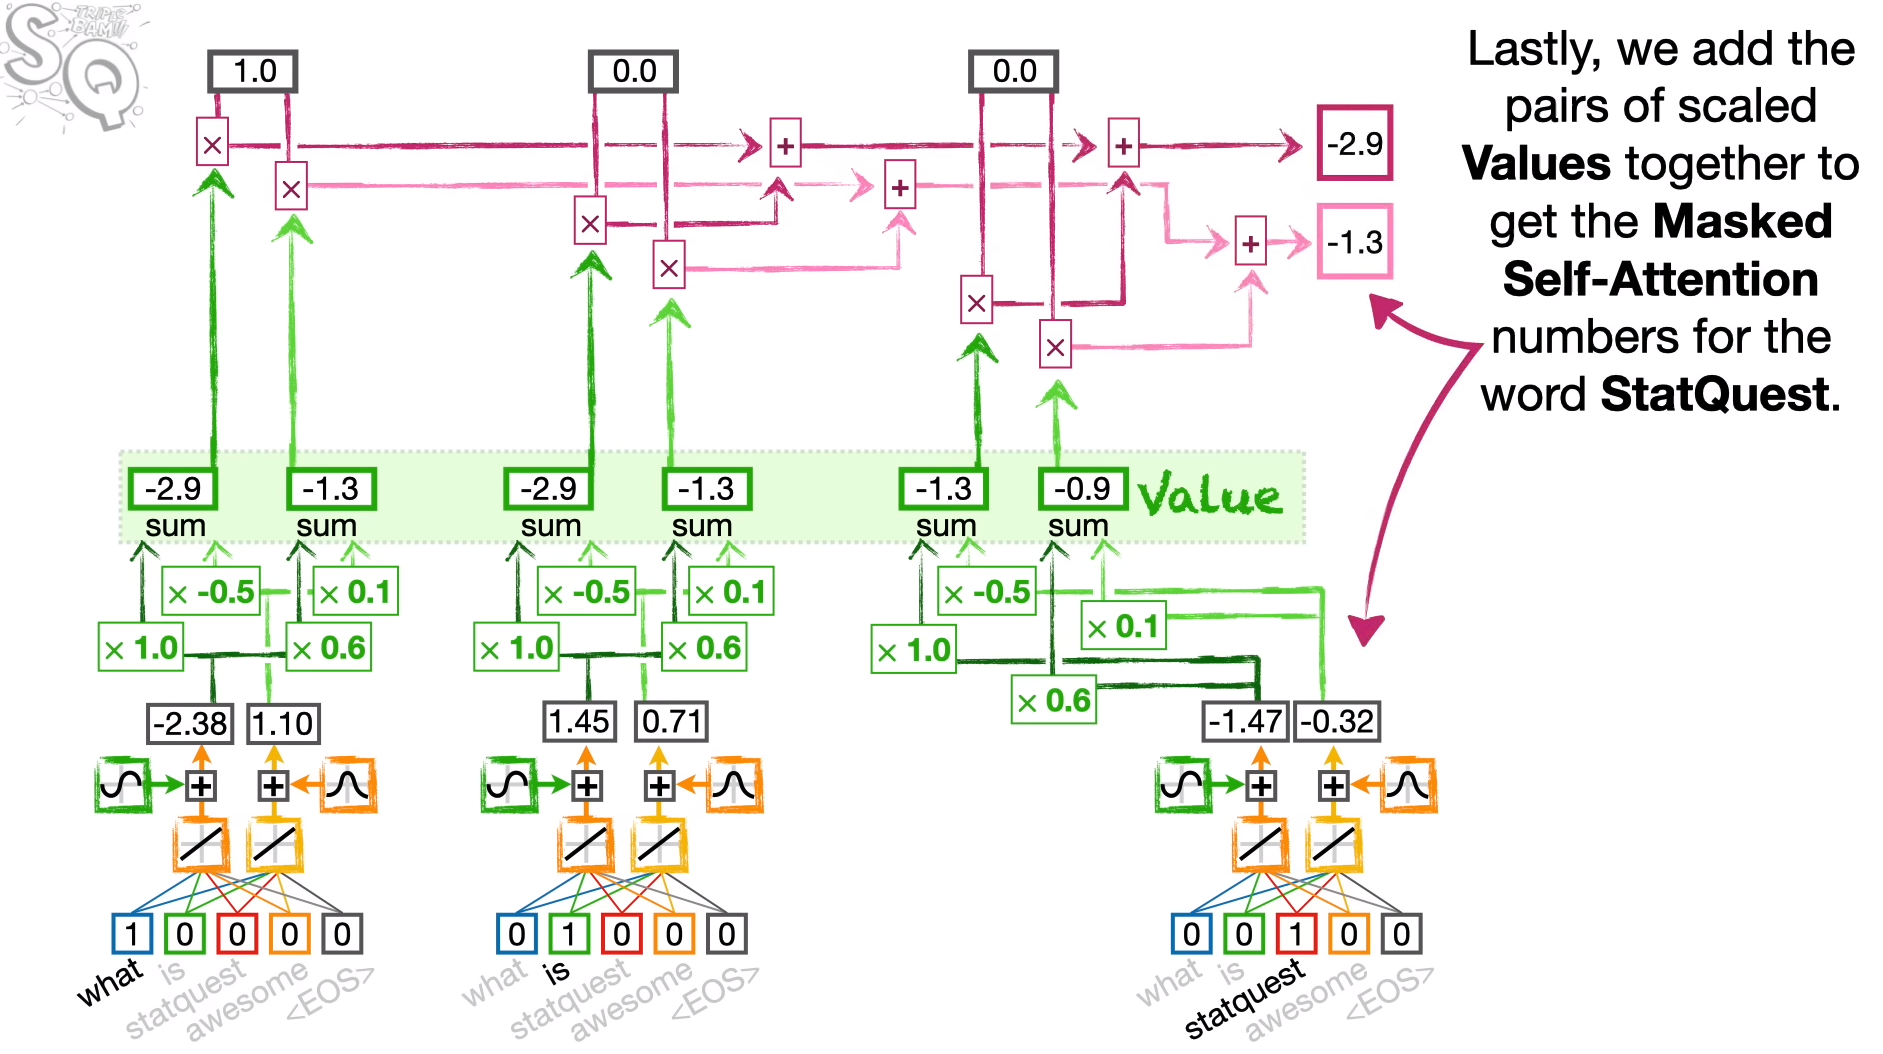 SQ
TRIPLE
BAM!!!
Lastly, we add the
pairs of scaled
Values together to
get the Masked
Self-Attention
numbers for the
word StatQuest.
1.0 0.0 0.0
× + + -2.9
× +
× + -1.3
×
×
×
-2.9 -1.3 -2.9 -1.3 -1.3 -0.9 Value
sum sum sum sum sum sum
× -0.5 × 0.1 × -0.5 × 0.1 × -0.5
× 0.1
× 1.0 × 0.6 × 1.0 × 0.6 × 1.0
× 0.6
-2.38 1.10 1.45 0.71 -1.47 -0.32
+ + + + + +
1 0 0 0 0 0 1 0 0 0 0 0 1 0 0
what is statquest awesome <EOS> what is statquest awesome <EOS> what is statquest awesome <EOS>